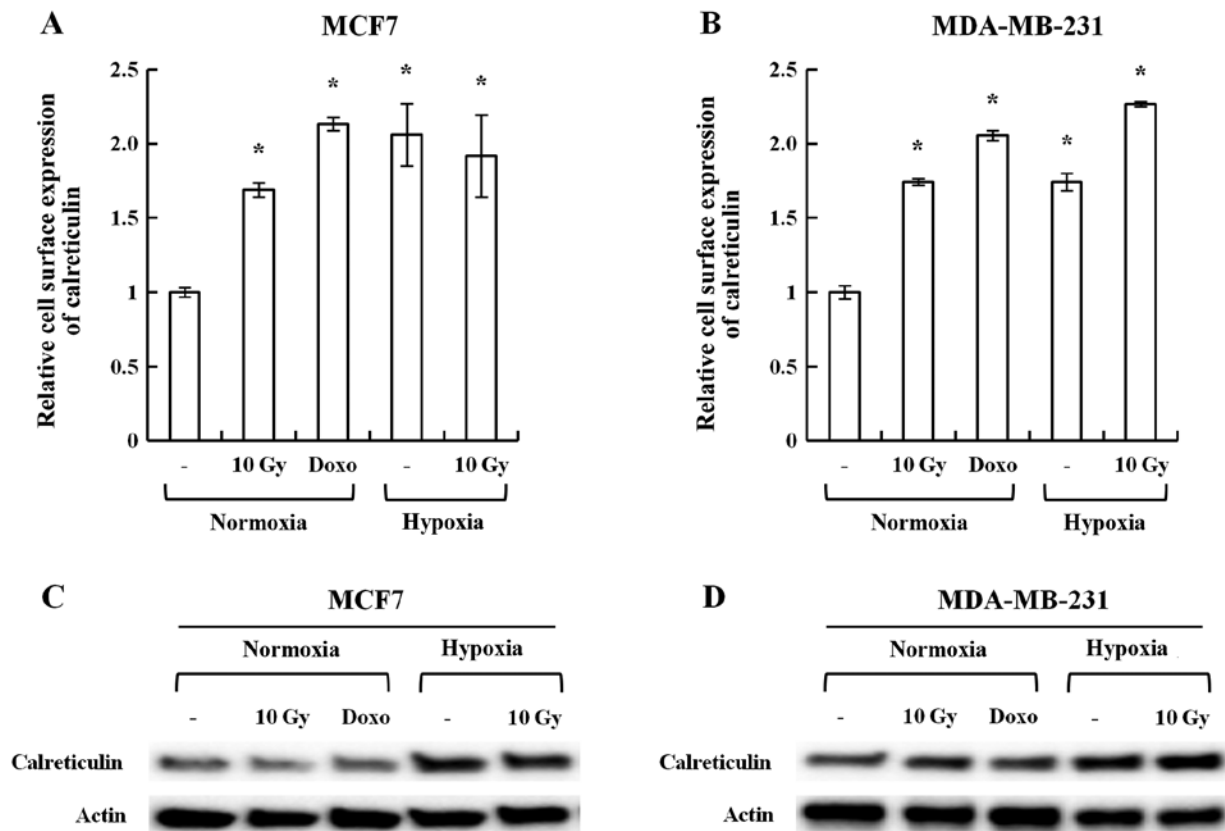 A
MCF7
Relative cell surface expression
of calreticulin
2.5
2.0
1.5
1
0.5
0
*
*
*
*
-
10 Gy
Doxo
-
10 Gy
Normoxia
Hypoxia
B
MDA-MB-231
Relative cell surface expression
of calreticulin
2.5
2.0
1.5
1
0.5
0
*
*
*
*
-
10 Gy
Doxo
-
10 Gy
Normoxia
Hypoxia
C
MCF7
Normoxia
Hypoxia
-
10 Gy
Doxo
-
10 Gy
Calreticulin
Actin
D
MDA-MB-231
Normoxia
Hypoxia
-
10 Gy
Doxo
-
10 Gy
Calreticulin
Actin